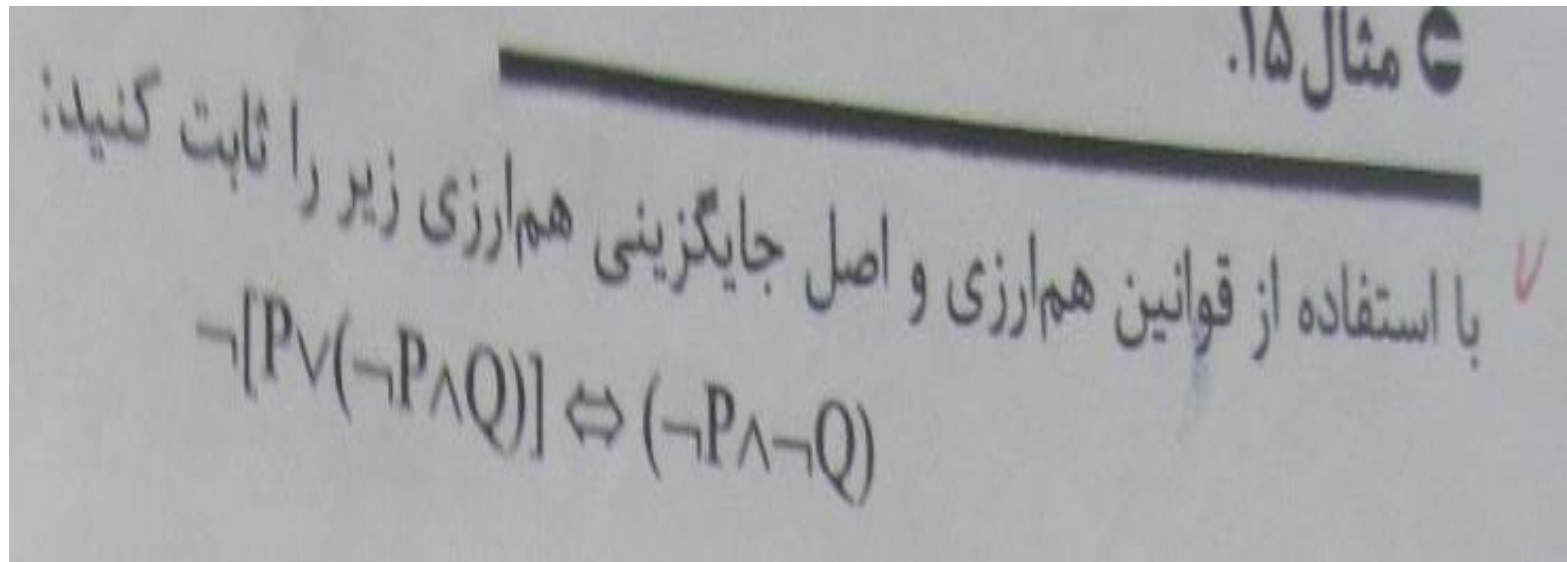 مثال ۱۵.
با استفاده از قوانین هم‌ارزی و اصل جایگزینی هم‌ارزی زیر را ثابت کنید:
¬[P∨(¬P∧Q)] ⇔ (¬P∧¬Q)